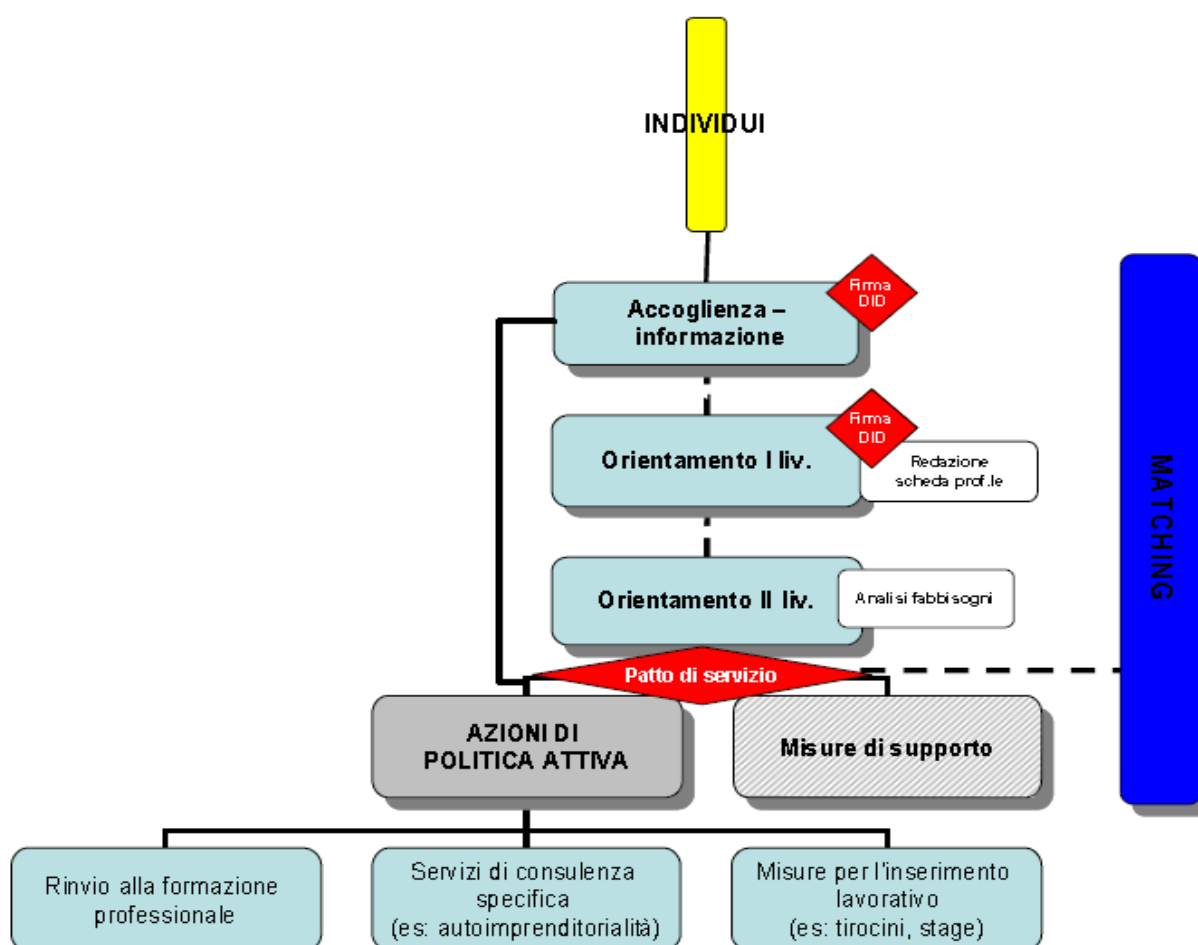 INDIVIDUI
Accoglienza –
informazione
Firma
DID
Orientamento I liv.
Firma
DID
Redazione
scheda prof.le
Orientamento II liv.
Analisi fabbisogni
Patto di servizio
MATCHING
AZIONI DI
POLITICA ATTIVA
Misure di supporto
Rinvio alla formazione
professionale
Servizi di consulenza
specifica
(es: autoimprenditorialità)
Misure per l'inserimento
lavorativo
(es: tirocini, stage)